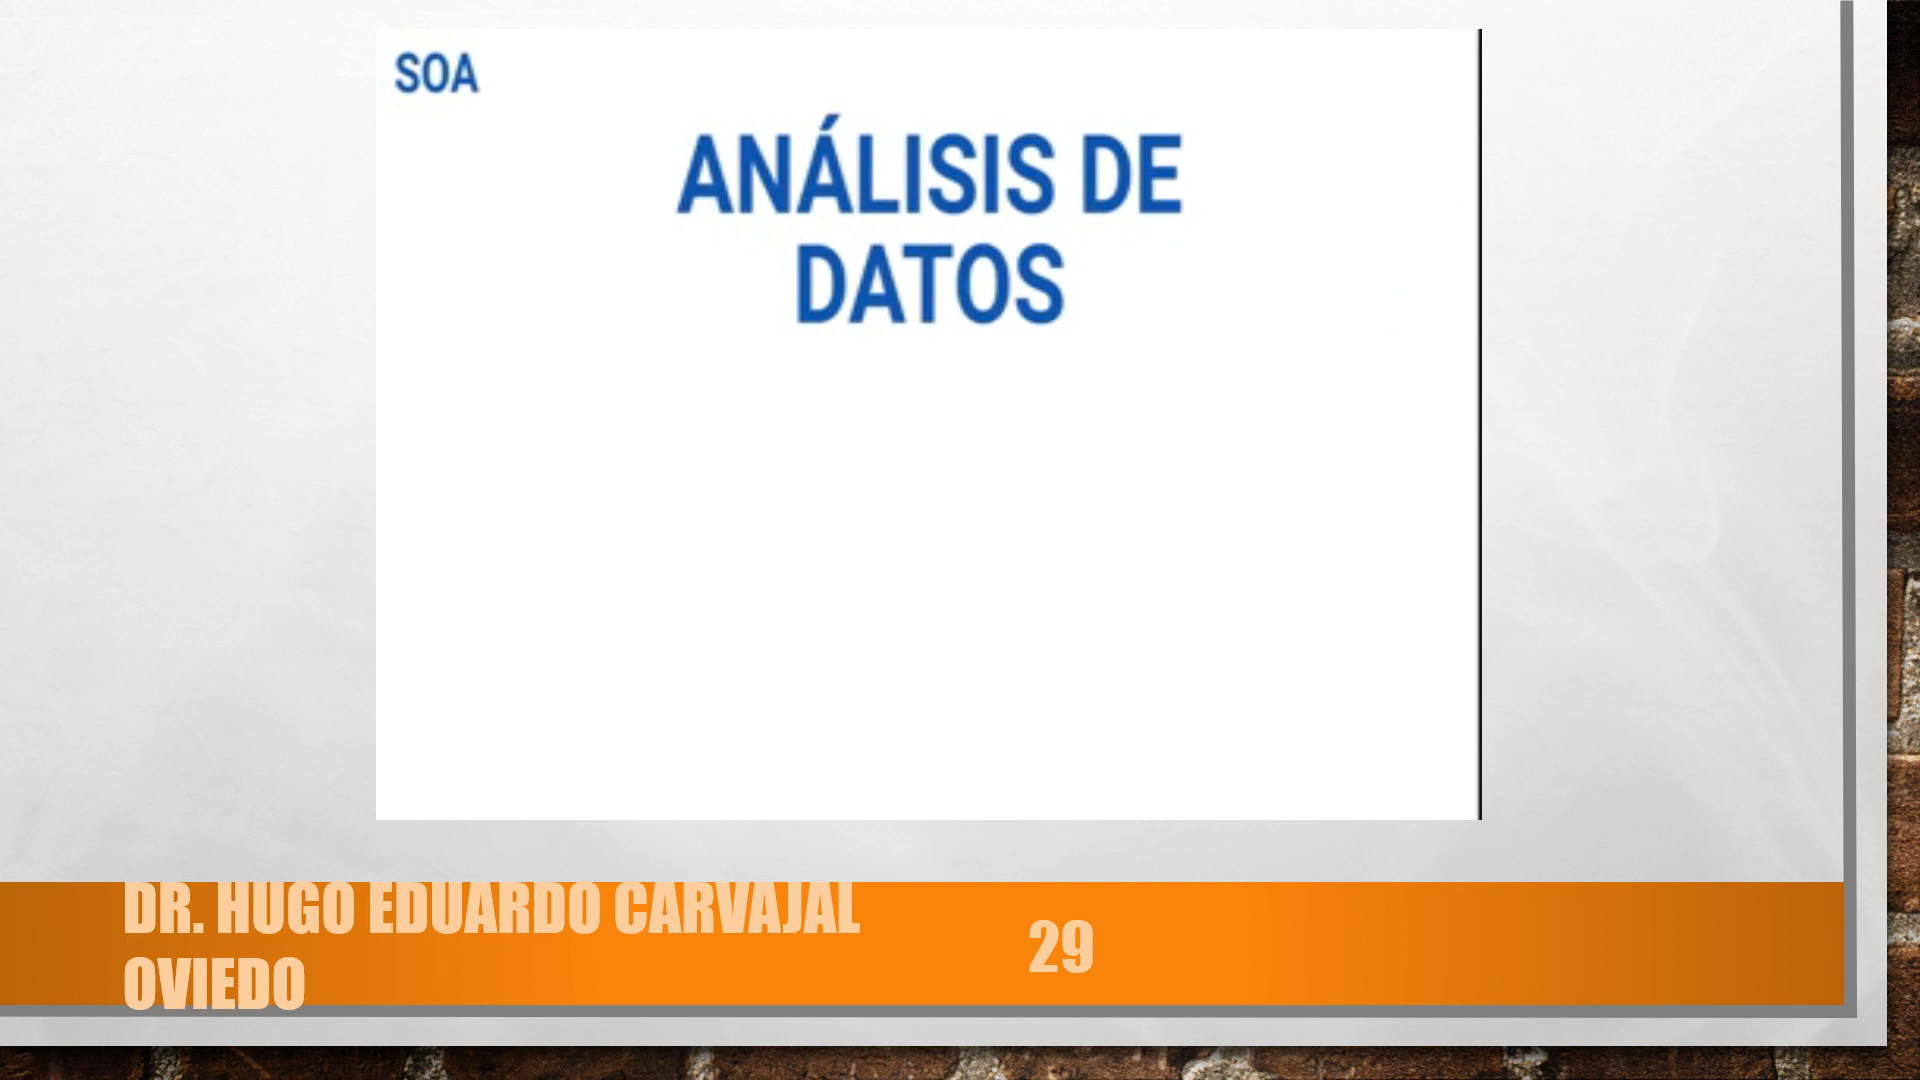 SOA
ANÁLISIS DE
DATOS
DR. HUGO EDUARDO CARVAJAL
OVIEDO
29